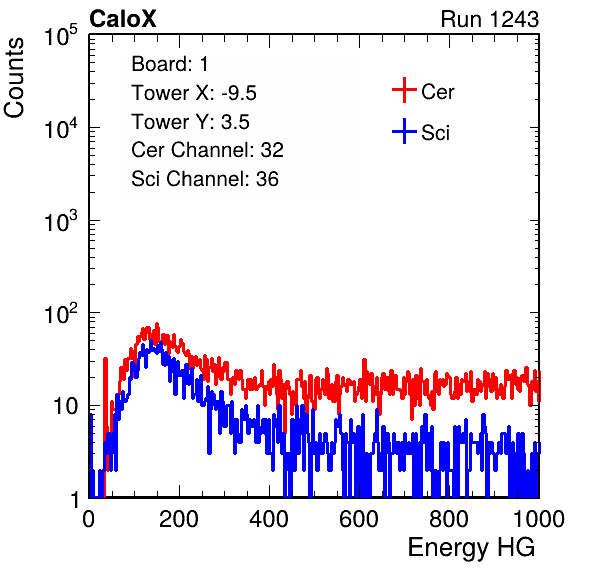 CaloX Run 1243
10^5
Counts
Board: 1
Tower X: -9.5
Tower Y: 3.5
Cer Channel: 32
Sci Channel: 36
Cer
Sci
10^4
10^3
10^2
10
1
0 200 400 600 800 1000
Energy HG